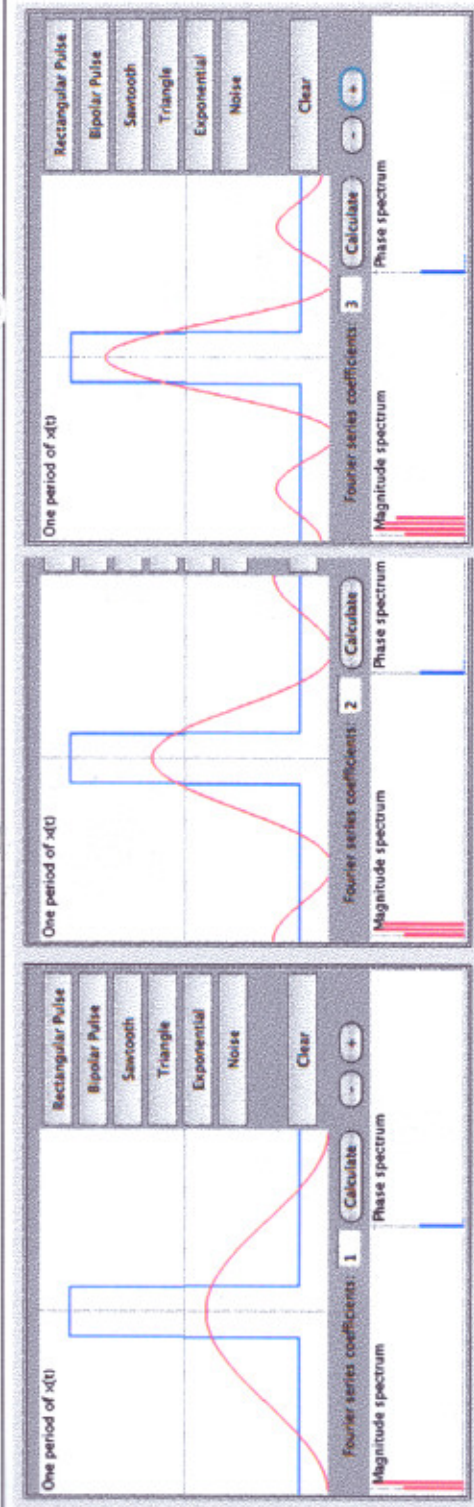 One period of x(t)
Rectangular Pulse
Bipolar Pulse
Sawtooth
Triangle
Exponential
Noise
Clear
Fourier series coefficients: 1 Calculate - +
Magnitude spectrum Phase spectrum
One period of x(t)
Fourier series coefficients: 2 Calculate
Magnitude spectrum Phase spectrum
One period of x(t)
Rectangular Pulse
Bipolar Pulse
Sawtooth
Triangle
Exponential
Noise
Clear
Fourier series coefficients: 3 Calculate - +
Magnitude spectrum Phase spectrum